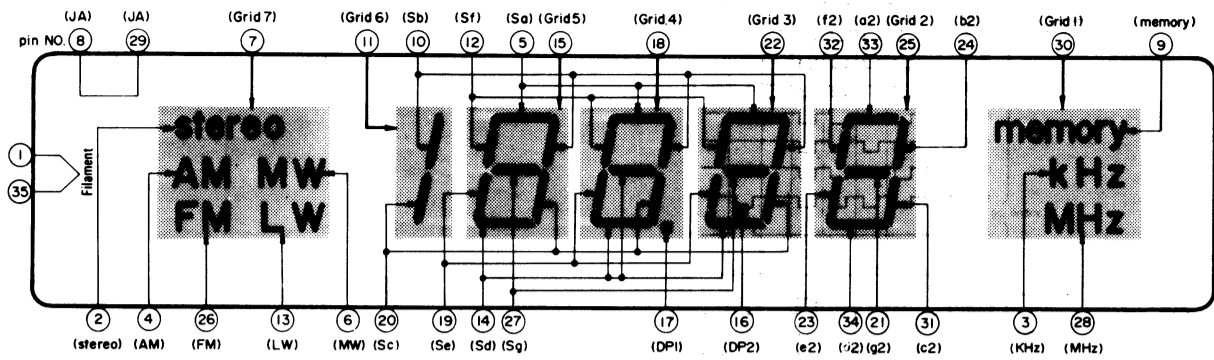 (JA) (JA) (Grid 7) (Grid 6) (Sb) (Sf) (Sa) (Grid 5) (Grid 4) (Grid 3) (f2) (a2) (Grid 2) (b2) (Grid 1) (memory)
pin NO. 8 29 7 11 10 12 5 15 18 22 32 33 25 24 30 9
stereo
memory
1
35
Filament
AM MW
kHz
FM LW
MHz
2 4 26 13 6 20 19 14 27 17 16 23 34 21 31 3 28
(stereo) (AM) (FM) (LW) (MW) (Sc) (Se) (Sd) (Sg) (DP1) (DP2) (e2) (d2) (g2) (c2) (KHz) (MHz)